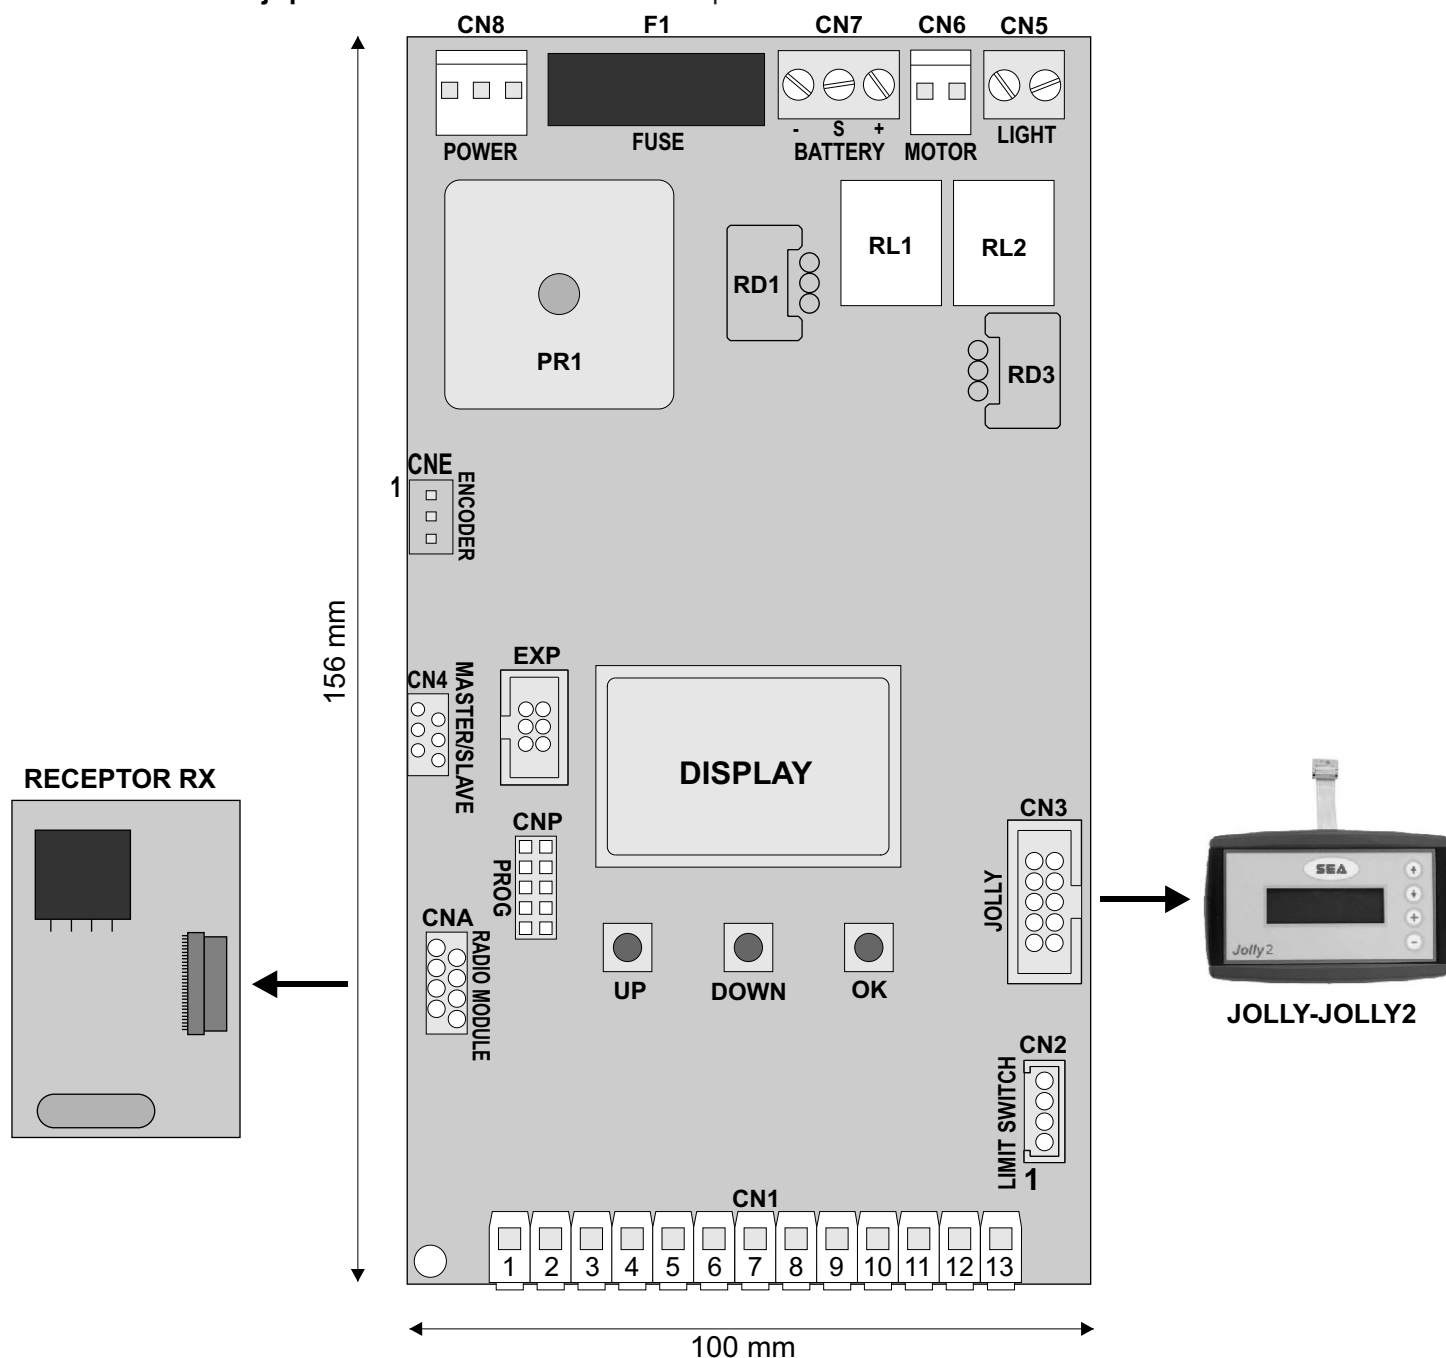 CN8 F1 CN7 CN6 CN5
- S +
POWER FUSE BATTERY MOTOR LIGHT
RL1 RL2
RD1
PR1
RD3
CNE
1
ENCODER
156 mm
EXP
CN4
MASTER/SLAVE
DISPLAY
RECEPTOR RX
CNP
PROG
CN3
JOLLY
SEA
Jolly2
CNA
RADIO MODULE
UP DOWN OK
JOLLY-JOLLY2
CN2
LIMIT SWITCH
1
CN1
1 2 3 4 5 6 7 8 9 10 11 12 13
100 mm